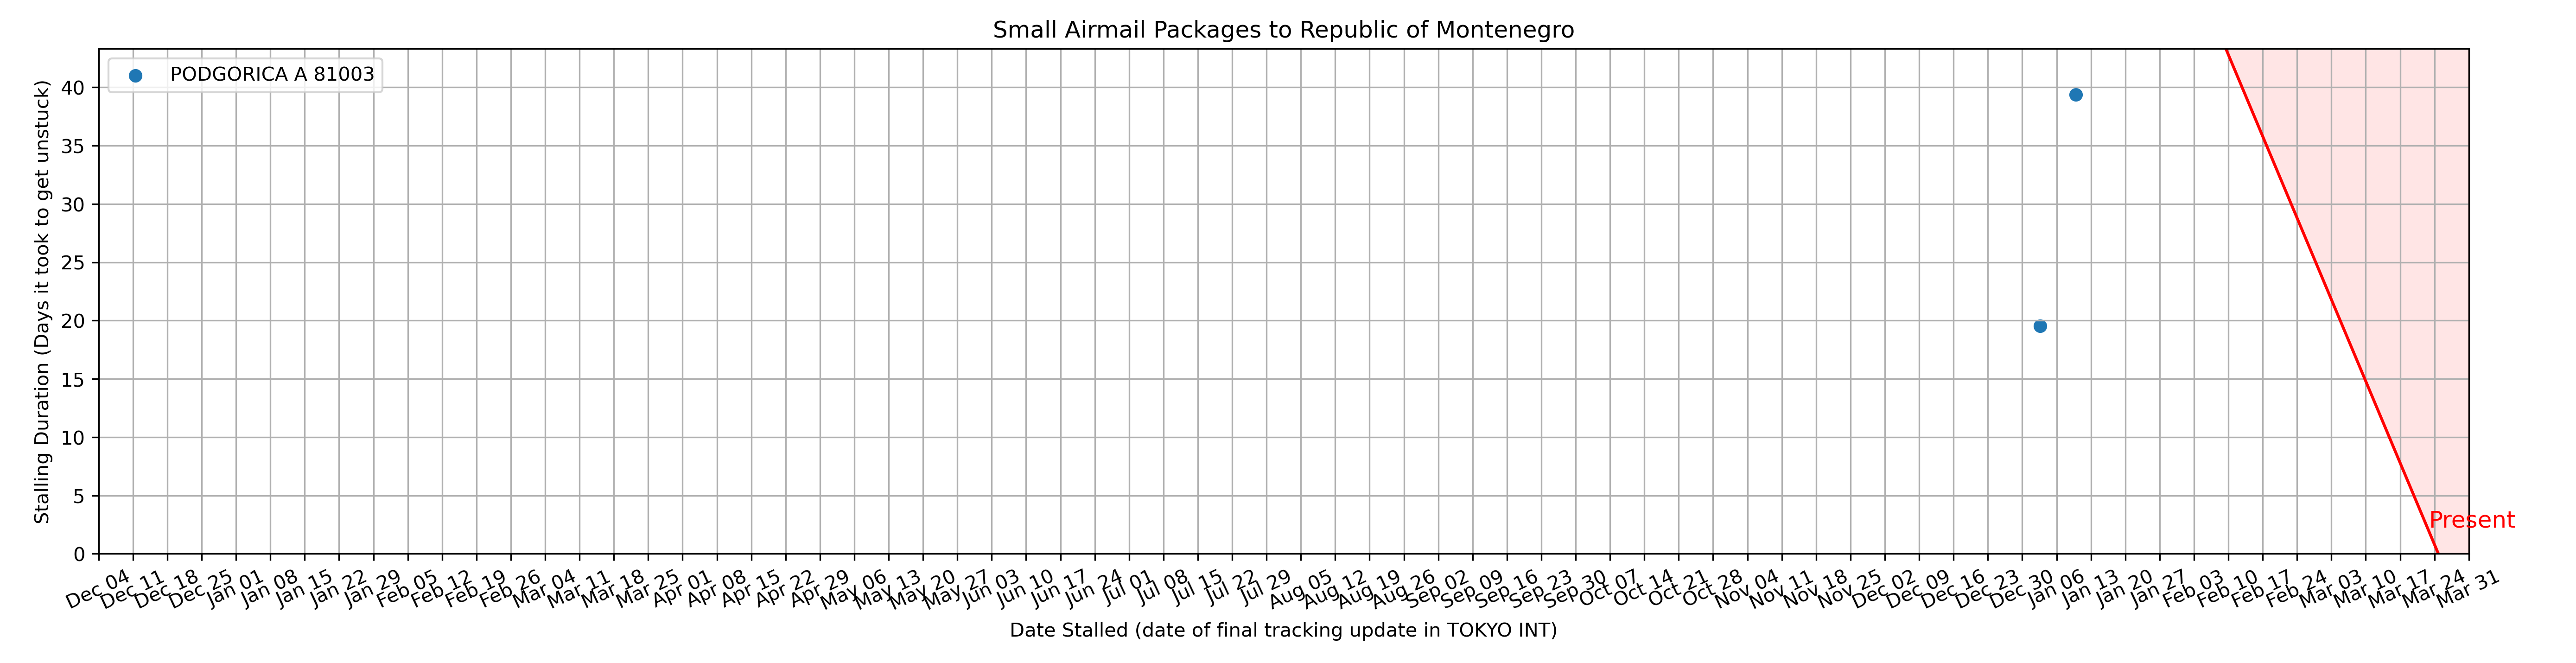 Small Airmail Packages to Republic of Montenegro
PODGORICA A 81003
Stalling Duration (Days it took to get unstuck)
40
35
30
25
20
15
10
5
0
Present
Dec 04
Dec 11
Dec 18
Dec 25
Jan 01
Jan 08
Jan 15
Jan 22
Jan 29
Feb 05
Feb 12
Feb 19
Feb 26
Mar 04
Mar 11
Mar 18
Mar 25
Apr 01
Apr 08
Apr 15
Apr 22
Apr 29
May 06
May 13
May 20
May 27
Jun 03
Jun 10
Jun 17
Jun 24
Jul 01
Jul 08
Jul 15
Jul 22
Jul 29
Aug 05
Aug 12
Aug 19
Aug 26
Sep 02
Sep 09
Sep 16
Sep 23
Sep 30
Oct 07
Oct 14
Oct 21
Oct 28
Nov 04
Nov 11
Nov 18
Nov 25
Dec 02
Dec 09
Dec 16
Dec 23
Dec 30
Jan 06
Jan 13
Jan 20
Jan 27
Feb 03
Feb 10
Feb 17
Feb 24
Mar 03
Mar 10
Mar 17
Mar 24
Mar 31
Date Stalled (date of final tracking update in TOKYO INT)